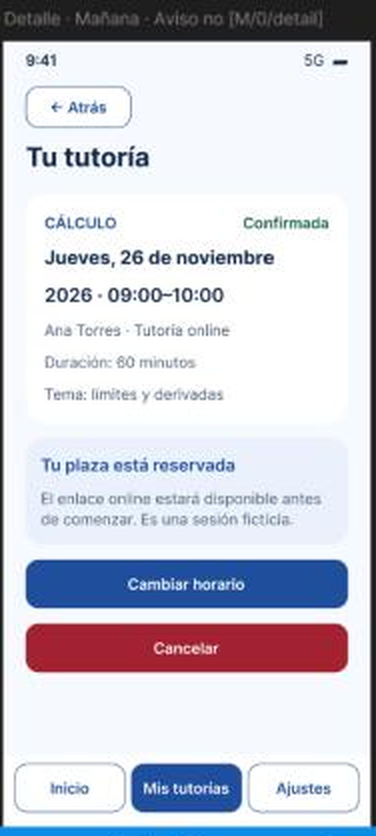 Detalle · Mañana · Aviso no [M/0/detail]
9:41 5G
← Atrás
Tu tutoría
CÁLCULO Confirmada
Jueves, 26 de noviembre
2026 · 09:00–10:00
Ana Torres · Tutoría online
Duración: 60 minutos
Tema: límites y derivadas
Tu plaza está reservada
El enlace online estará disponible antes
de comenzar. Es una sesión ficticia.
Cambiar horario
Cancelar
Inicio Mis tutorías Ajustes